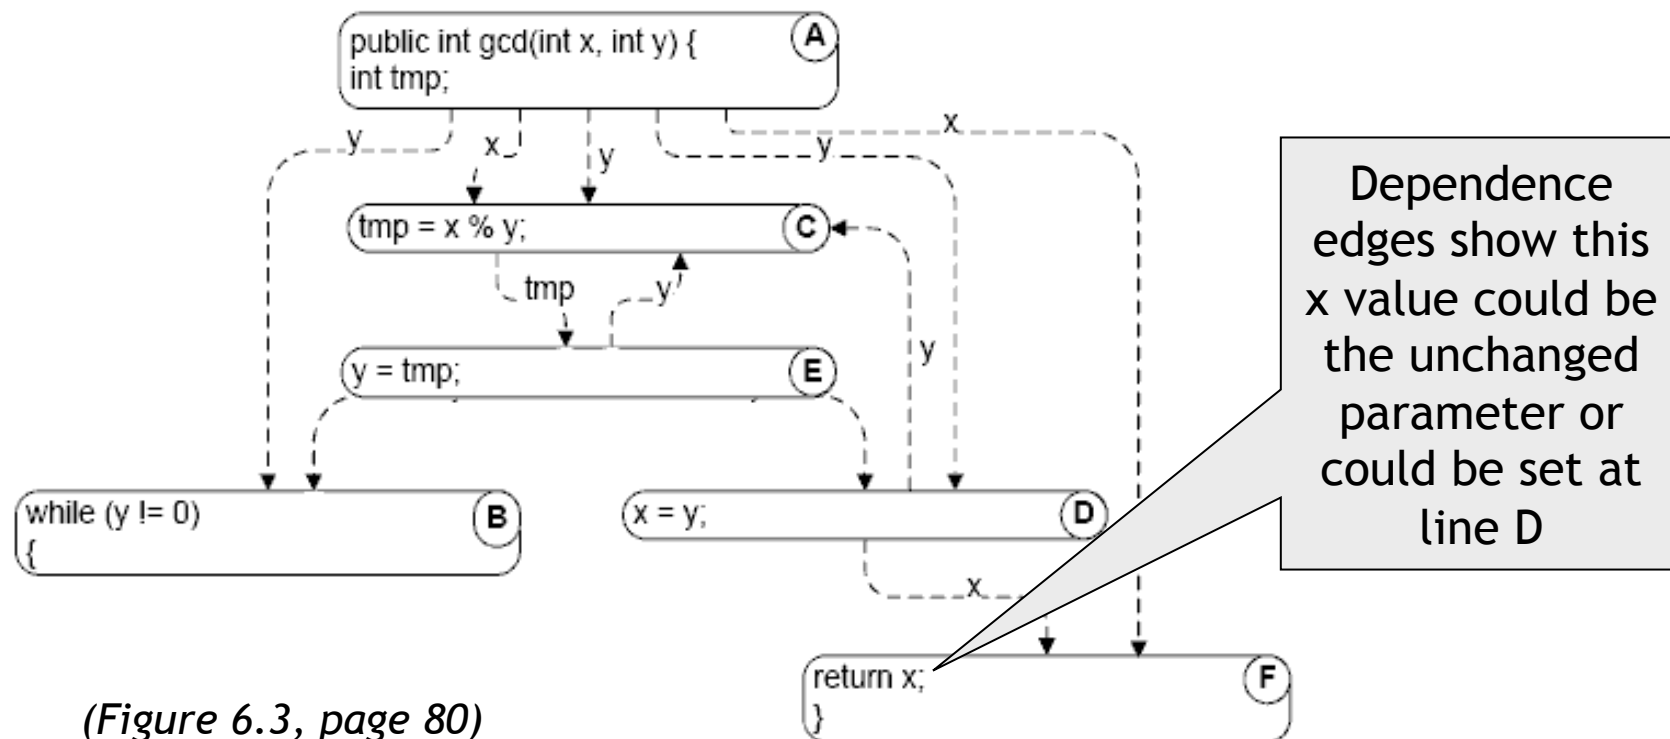 public int gcd(int x, int y) {
int tmp;
A
y
x
y
y
x
tmp = x % y;
C
tmp
y
y
y = tmp;
E
while (y != 0)
{
B
x = y;
D
x
return x;
}
F
Dependence
edges show this
x value could be
the unchanged
parameter or
could be set at
line D
(Figure 6.3, page 80)